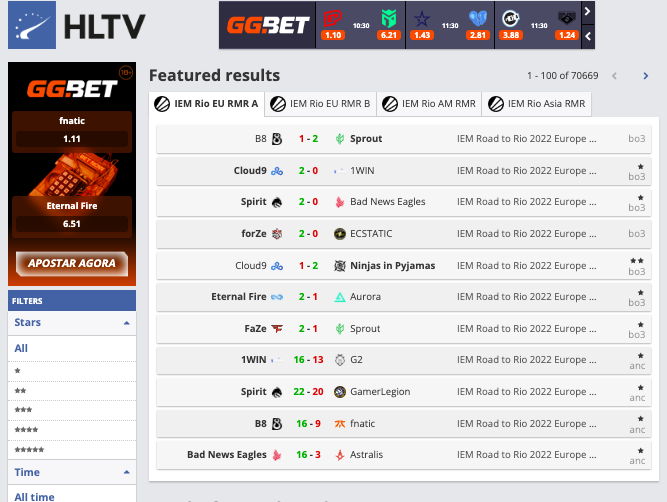 HLTV
GG.BET
10:30
1.10
6.21
11:30
1.43
2.81
11:30
3.88
1.24
18+
GG.BET
fnatic
1.11
Eternal Fire
6.51
APOSTAR AGORA
FILTERS
Stars
All
Time
All time
Featured results
1 - 100 of 70669
IEM Rio EU RMR A
IEM Rio EU RMR B
IEM Rio AM RMR
IEM Rio Asia RMR
B8 1 - 2 Sprout IEM Road to Rio 2022 Europe ... bo3
Cloud9 2 - 0 1WIN IEM Road to Rio 2022 Europe ... bo3
Spirit 2 - 0 Bad News Eagles IEM Road to Rio 2022 Europe ... bo3
forZe 2 - 0 ECSTATIC IEM Road to Rio 2022 Europe ... bo3
Cloud9 1 - 2 Ninjas in Pyjamas IEM Road to Rio 2022 Europe ... bo3
Eternal Fire 2 - 1 Aurora IEM Road to Rio 2022 Europe ... bo3
FaZe 2 - 1 Sprout IEM Road to Rio 2022 Europe ... bo3
1WIN 16 - 13 G2 IEM Road to Rio 2022 Europe ... anc
Spirit 22 - 20 GamerLegion IEM Road to Rio 2022 Europe ... anc
B8 16 - 9 fnatic IEM Road to Rio 2022 Europe ... anc
Bad News Eagles 16 - 3 Astralis IEM Road to Rio 2022 Europe ... anc